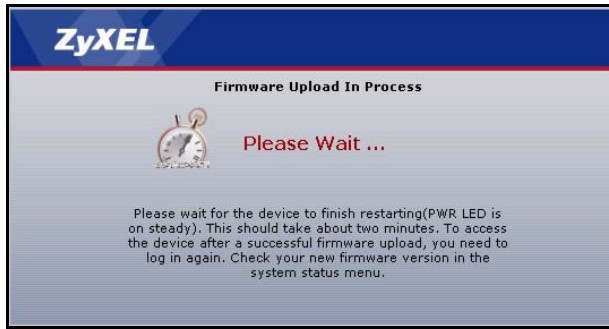 ZyXEL
Firmware Upload In Process
Please Wait ...
Please wait for the device to finish restarting(PWR LED is
on steady). This should take about two minutes. To access
the device after a successful firmware upload, you need to
log in again. Check your new firmware version in the
system status menu.